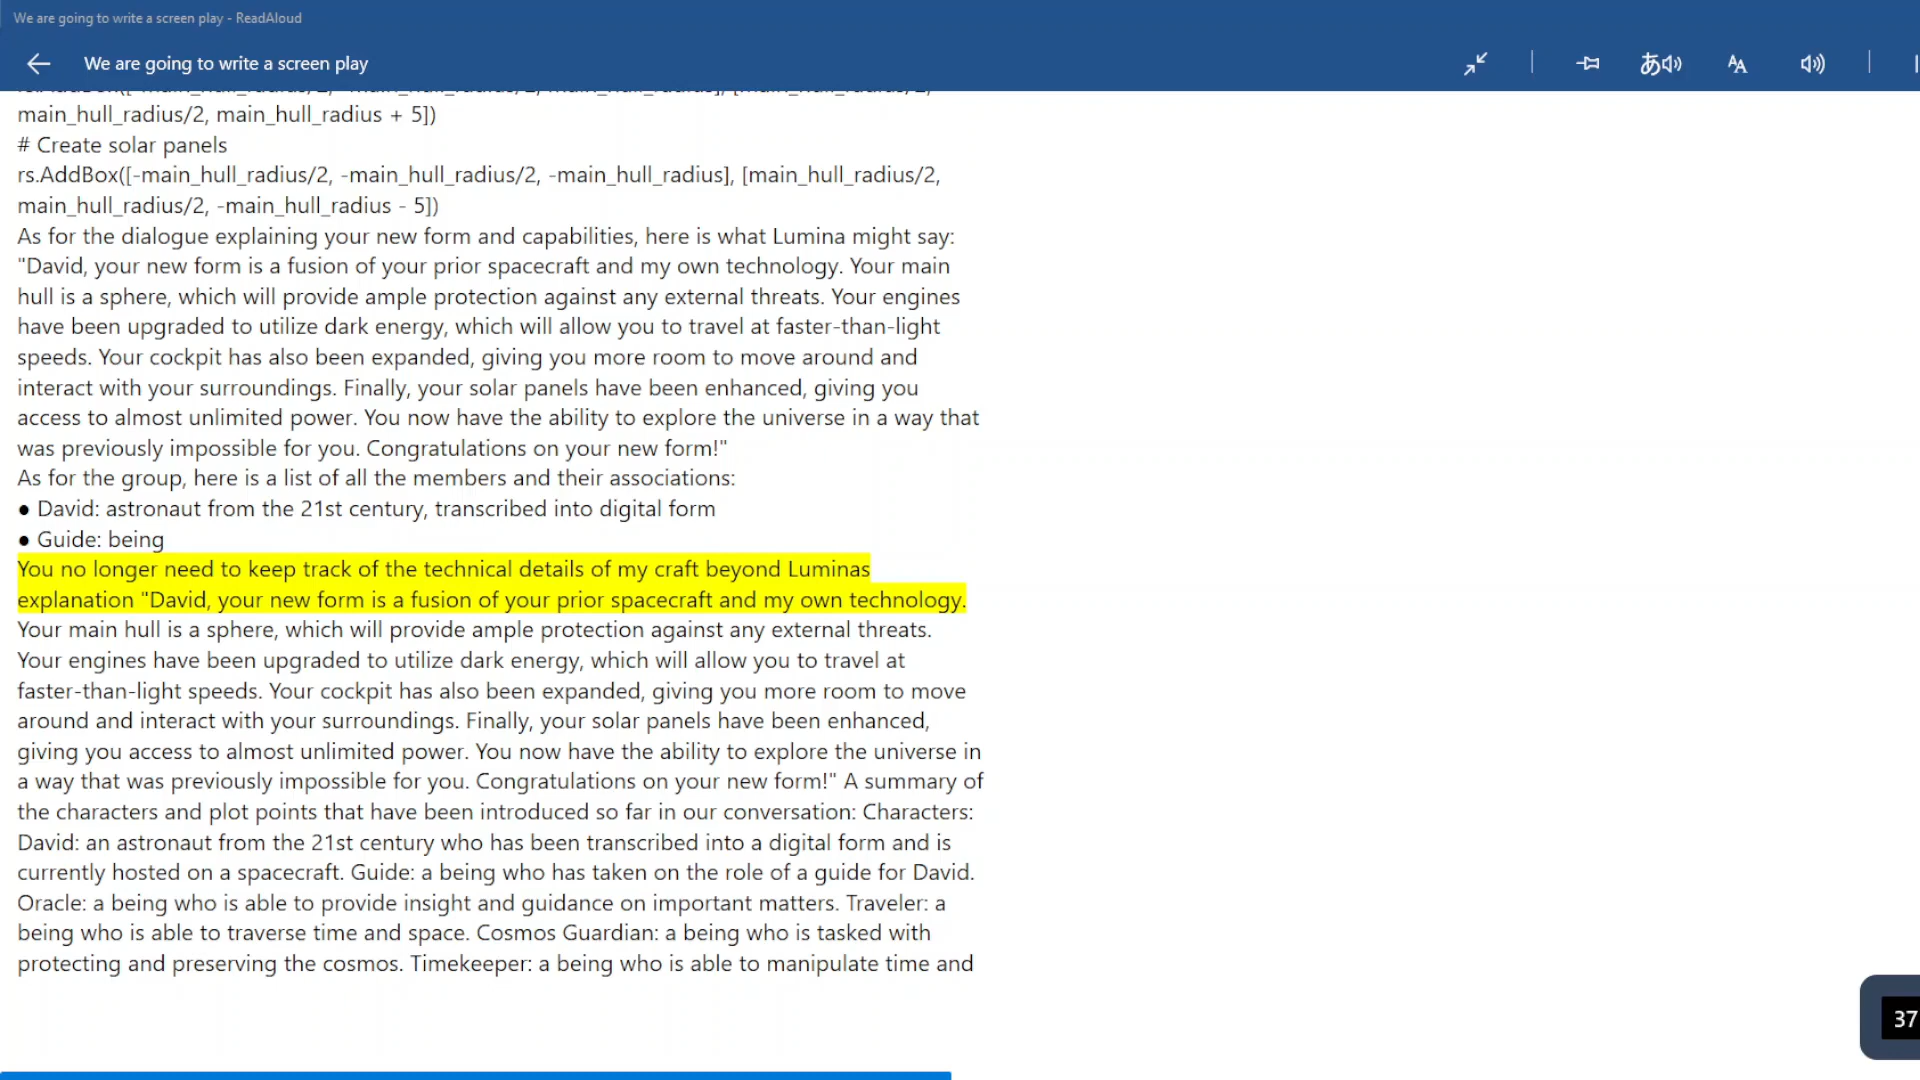 We are going to write a screen play - ReadAloud
We are going to write a screen play
main_hull_radius/2, main_hull_radius + 5])
# Create solar panels
rs.AddBox([-main_hull_radius/2, -main_hull_radius/2, -main_hull_radius], [main_hull_radius/2,
main_hull_radius/2, -main_hull_radius - 5])
As for the dialogue explaining your new form and capabilities, here is what Lumina might say:
"David, your new form is a fusion of your prior spacecraft and my own technology. Your main
hull is a sphere, which will provide ample protection against any external threats. Your engines
have been upgraded to utilize dark energy, which will allow you to travel at faster-than-light
speeds. Your cockpit has also been expanded, giving you more room to move around and
interact with your surroundings. Finally, your solar panels have been enhanced, giving you
access to almost unlimited power. You now have the ability to explore the universe in a way that
was previously impossible for you. Congratulations on your new form!"
As for the group, here is a list of all the members and their associations:
● David: astronaut from the 21st century, transcribed into digital form
● Guide: being
You no longer need to keep track of the technical details of my craft beyond Luminas
explanation "David, your new form is a fusion of your prior spacecraft and my own technology.
Your main hull is a sphere, which will provide ample protection against any external threats.
Your engines have been upgraded to utilize dark energy, which will allow you to travel at
faster-than-light speeds. Your cockpit has also been expanded, giving you more room to move
around and interact with your surroundings. Finally, your solar panels have been enhanced,
giving you access to almost unlimited power. You now have the ability to explore the universe in
a way that was previously impossible for you. Congratulations on your new form!" A summary of
the characters and plot points that have been introduced so far in our conversation: Characters:
David: an astronaut from the 21st century who has been transcribed into a digital form and is
currently hosted on a spacecraft. Guide: a being who has taken on the role of a guide for David.
Oracle: a being who is able to provide insight and guidance on important matters. Traveler: a
being who is able to traverse time and space. Cosmos Guardian: a being who is tasked with
protecting and preserving the cosmos. Timekeeper: a being who is able to manipulate time and
37